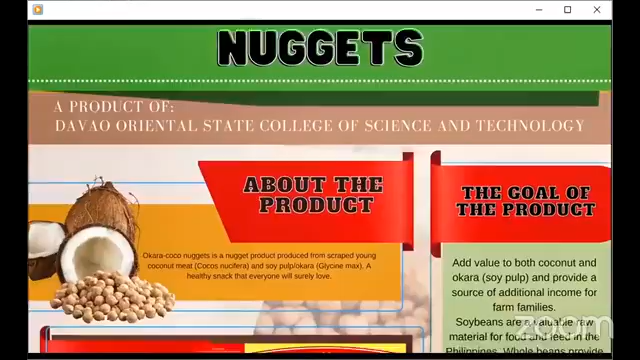 NUGGETS
A PRODUCT OF:
DAVAO ORIENTAL STATE COLLEGE OF SCIENCE AND TECHNOLOGY
ABOUT THE
PRODUCT
Okara-coco nuggets is a nugget product produced from scraped young
coconut meat (Cocos nucifera) and soy pulp/okara (Glycine max). A
healthy snack that everyone will surely love.
THE GOAL OF
THE PRODUCT
Add value to both coconut and
okara (soy pulp) and provide a
source of additional income for
farm families.
Soybeans are a valuable raw
material for food and feed in the
Philippines. Whole beans provide
zoom